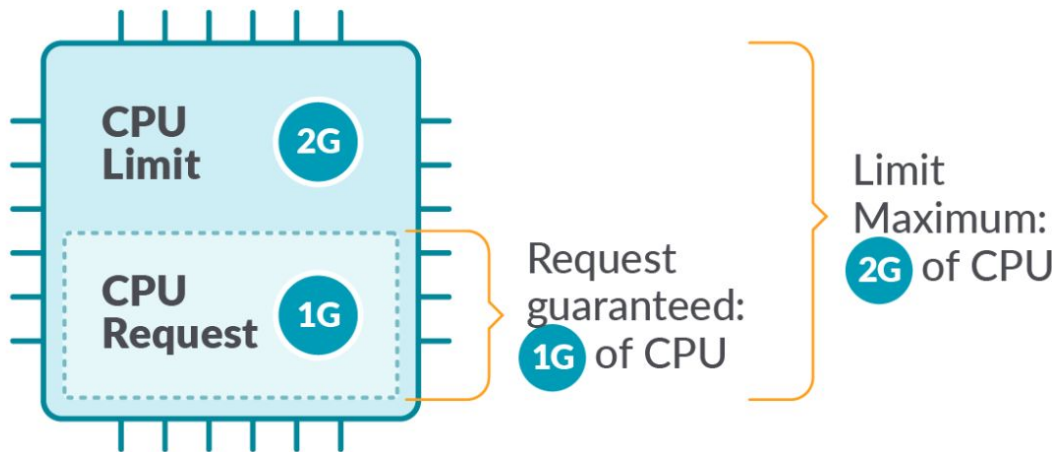 CPU
Limit
2G
CPU
Request
1G
Request
guaranteed:
1G of CPU
Limit
Maximum:
2G of CPU